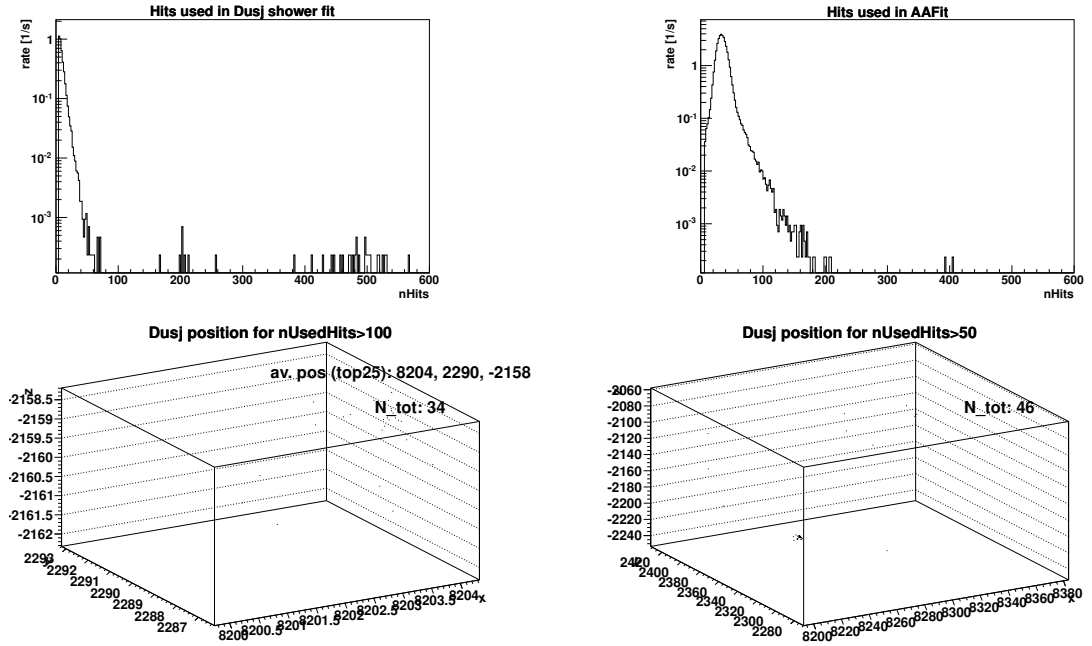 Hits used in Dusj shower fit
rate [1/s]
1
10-1
10-2
10-3
0 100 200 300 400 500 600
nHits
Hits used in AAFit
rate [1/s]
1
10-1
10-2
10-3
0 100 200 300 400 500 600
nHits
Dusj position for nUsedHits>100
av. pos (top25): 8204, 2290, -2158
N_tot: 34
z
-2158.5
-2159
-2159.5
-2160
-2160.5
-2161
-2161.5
-2162
2293
2292
2291
2290
2289
2288
2287
8200 8200.5 8201 8201.5 8202 8202.5 8203 8203.5 8204 x
Dusj position for nUsedHits>50
N_tot: 46
-2060
-2080
-2100
-2120
-2140
-2160
-2180
-2200
-2220
-2240
2420
2400
2380
2360
2340
2320
2300
2280
8200 8220 8240 8260 8280 8300 8320 8340 8360 8380
x